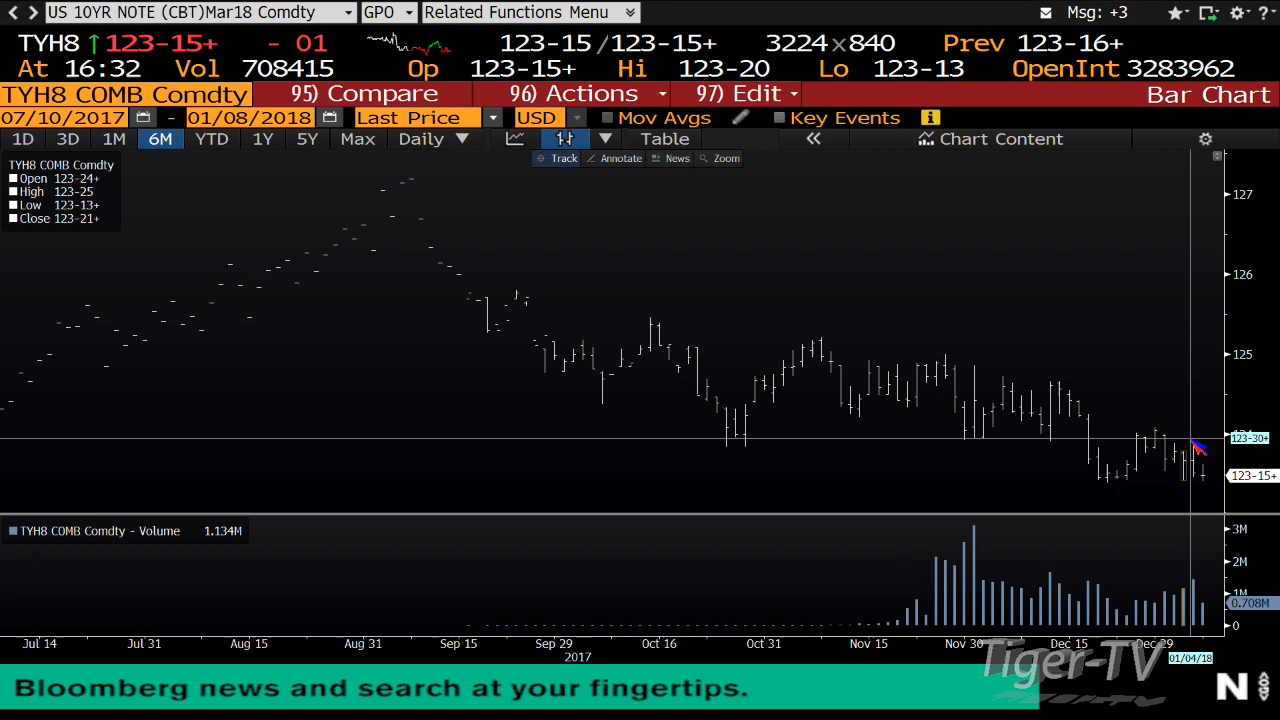 US 10YR NOTE (CBT)Mar18 Comdty GPO Related Functions Menu Msg: +3
TYH8 ↑123-15+ - 01 123-15 /123-15+ 3224×840 Prev 123-16+
At 16:32 Vol 708415 Op 123-15+ Hi 123-20 Lo 123-13 OpenInt 3283962
TYH8 COMB Comdty 95) Compare 96) Actions 97) Edit Bar Chart
07/10/2017 - 01/08/2018 Last Price USD Mov Avgs Key Events
1D 3D 1M 6M YTD 1Y 5Y Max Daily Table Chart Content
Track Annotate News Zoom
TYH8 COMB Comdty
Open 123-24+
High 123-25
Low 123-13+
Close 123-21+
127
126
125
124
123-30+
123-15+
TYH8 COMB Comdty - Volume 1.134M
3M
2M
1M
0.708M
0
Jul 14 Jul 31 Aug 15 Aug 31 Sep 15 Sep 29 Oct 16 Oct 31 Nov 15 Nov 30 Dec 15 Dec 29
2017
01/04/18
Tiger-TV
Bloomberg news and search at your fingertips.
N